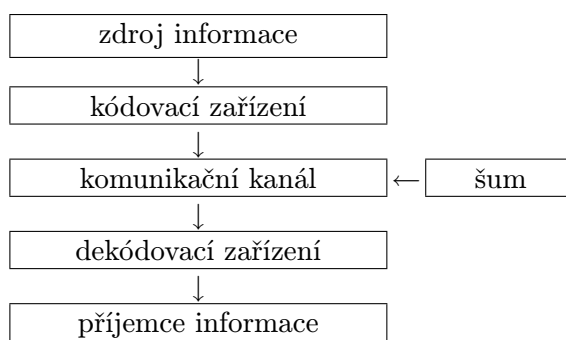 zdroj informace
kódovací zařízení
komunikační kanál
šum
dekódovací zařízení
příjemce informace